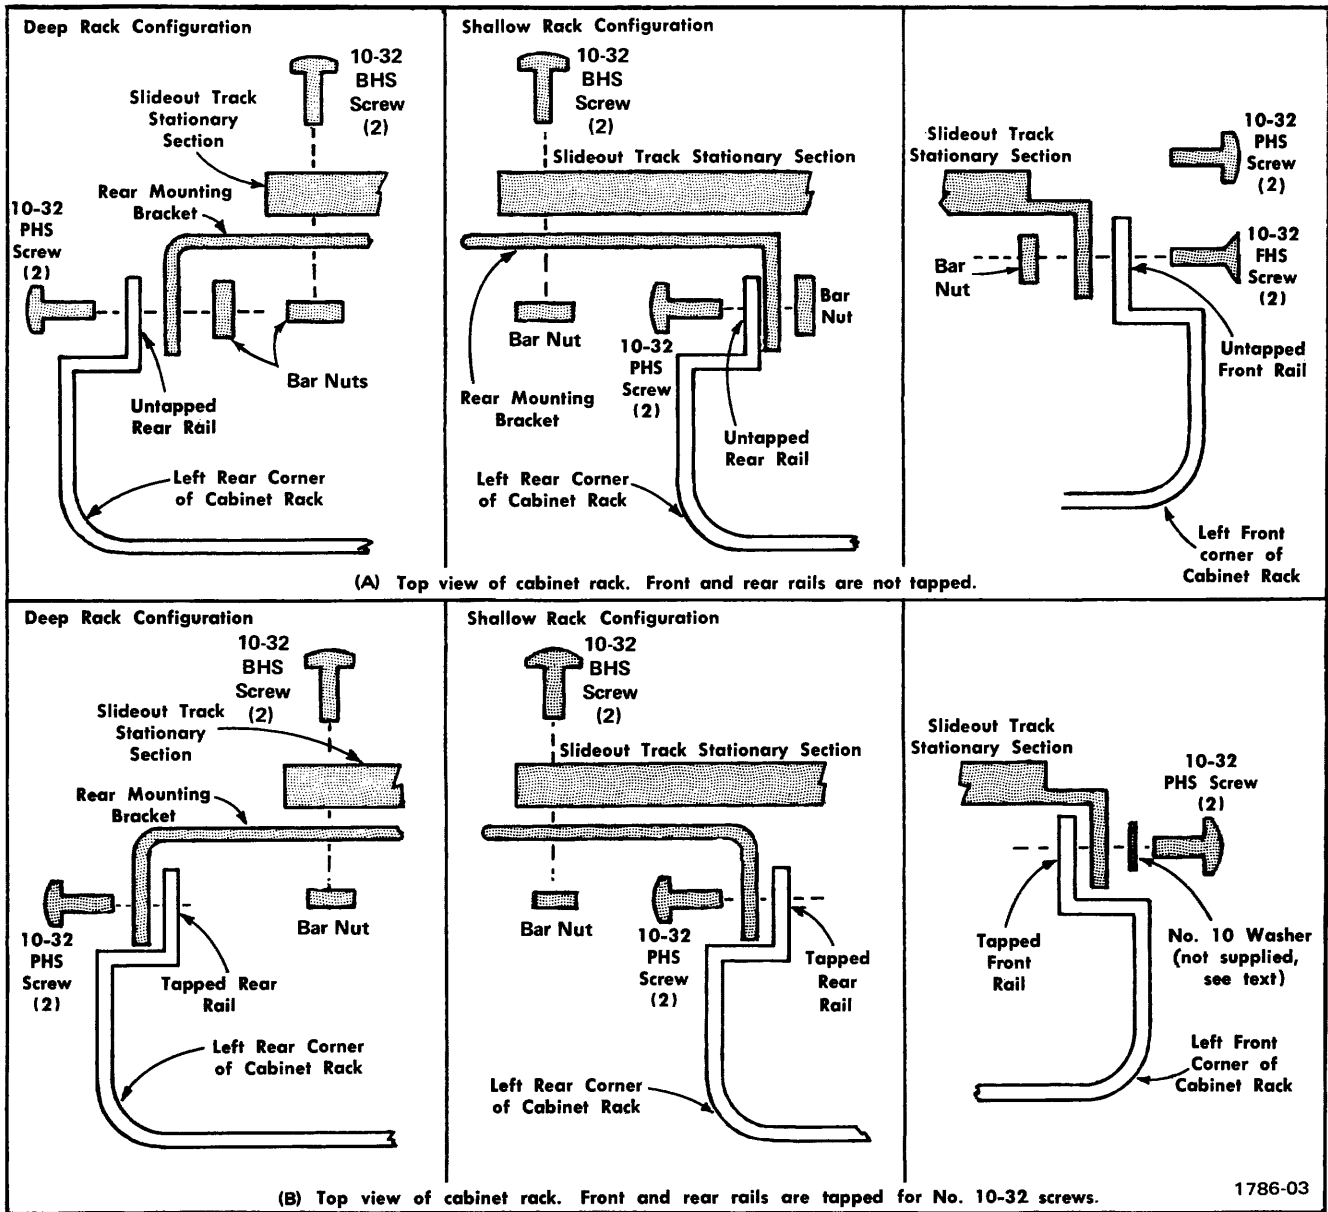 Deep Rack Configuration
10-32
BHS
Screw
(2)
Slideout Track
Stationary
Section
Rear Mounting
Bracket
10-32
PHS
Screw
(2)
Bar Nuts
Untapped
Rear Rail
Left Rear Corner
of Cabinet Rack
Shallow Rack Configuration
10-32
BHS
Screw
(2)
Slideout Track Stationary Section
Bar
Nut
Bar Nut
10-32
PHS
Screw
(2)
Rear Mounting
Bracket
Untapped
Rear Rail
Left Rear Corner
of Cabinet Rack
Slideout Track
Stationary Section
10-32
PHS
Screw
(2)
10-32
FHS
Screw
(2)
Bar
Nut
Untapped
Front Rail
Left Front
corner of
Cabinet Rack
(A) Top view of cabinet rack. Front and rear rails are not tapped.
Deep Rack Configuration
10-32
BHS
Screw
(2)
Slideout Track
Stationary
Section
Rear Mounting
Bracket
Bar Nut
10-32
PHS
Screw
(2)
Tapped Rear
Rail
Left Rear Corner
of Cabinet Rack
Shallow Rack Configuration
10-32
BHS
Screw
(2)
Slideout Track Stationary Section
Bar Nut
10-32
PHS
Screw
(2)
Tapped
Rear
Rail
Left Rear Corner
of Cabinet Rack
Slideout Track
Stationary Section
10-32
PHS Screw
(2)
Tapped
Front
Rail
No. 10 Washer
(not supplied,
see text)
Left Front
Corner of
Cabinet Rack
(B) Top view of cabinet rack. Front and rear rails are tapped for No. 10-32 screws.
1786-03